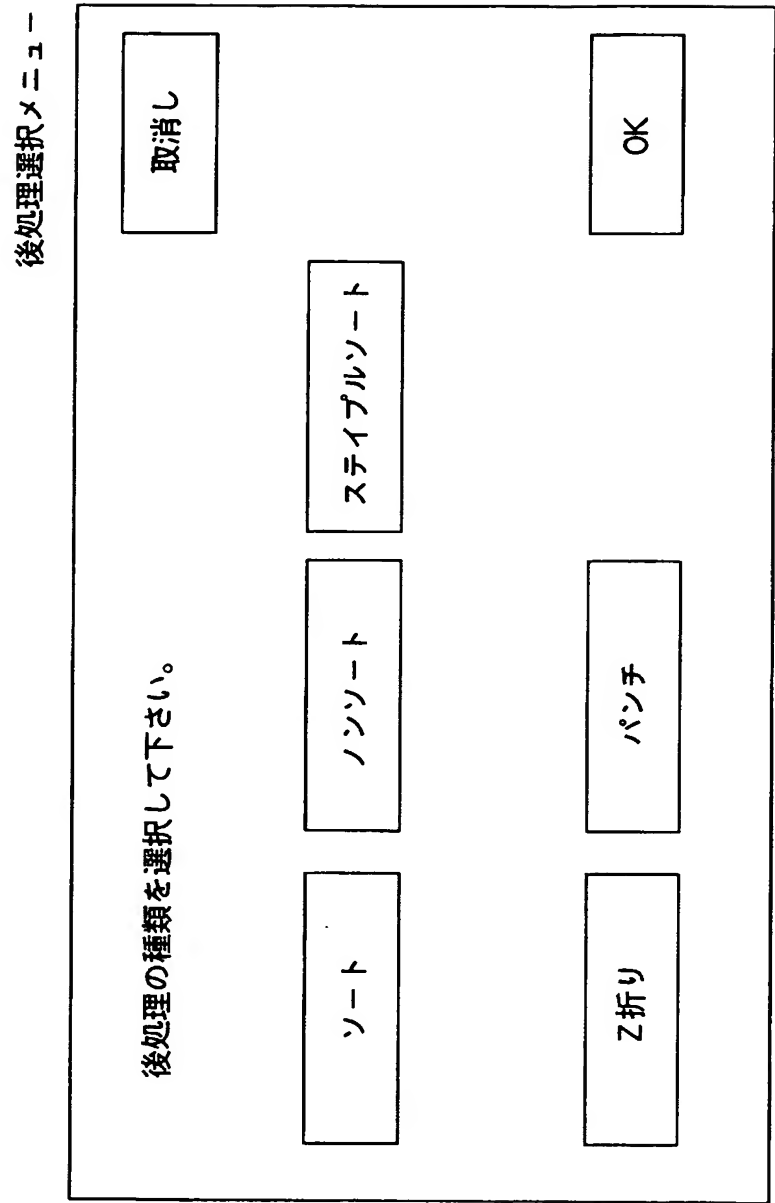 後処理選択メニュー
後処理の種類を選択して下さい。
取消し
ソート
ノンソート
ステイプルソート
Z折り
パンチ
OK